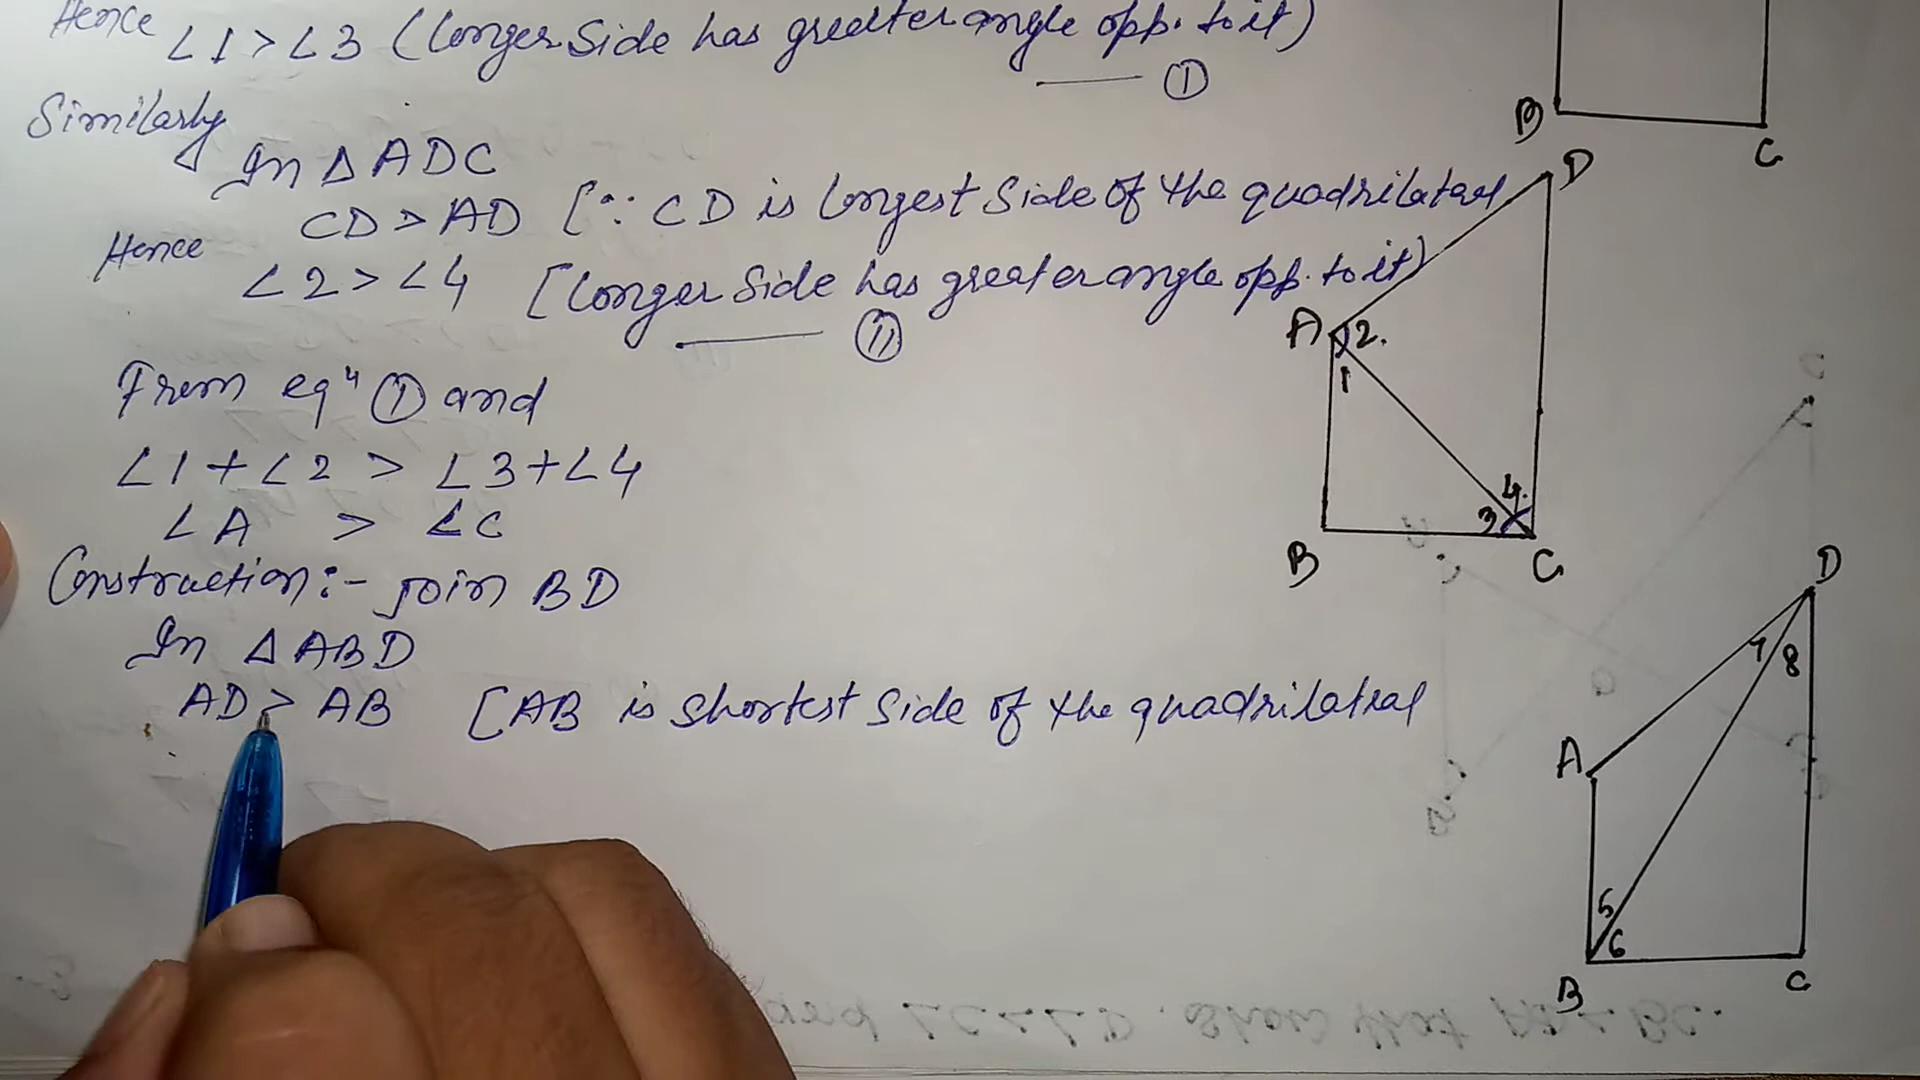 Hence ∠1 > ∠3 (longer Side has greater angle opp. to it)
——— ①
Similarly
In Δ ADC
CD > AD [∵ CD is longest Side of the quadrilateral
Hence ∠2 > ∠4 [longer Side has greater angle opp. to it)
——— ⑪
From eqⁿ ① and
∠1 + ∠2 > ∠3 + ∠4
∠A > ∠C
Construction:- join BD
In Δ ABD
AD > AB [AB is shortest Side of the quadrilatral
B
C
D
A
2.
1
4.
3
B
C
D
7
8
A
5
6
B
C